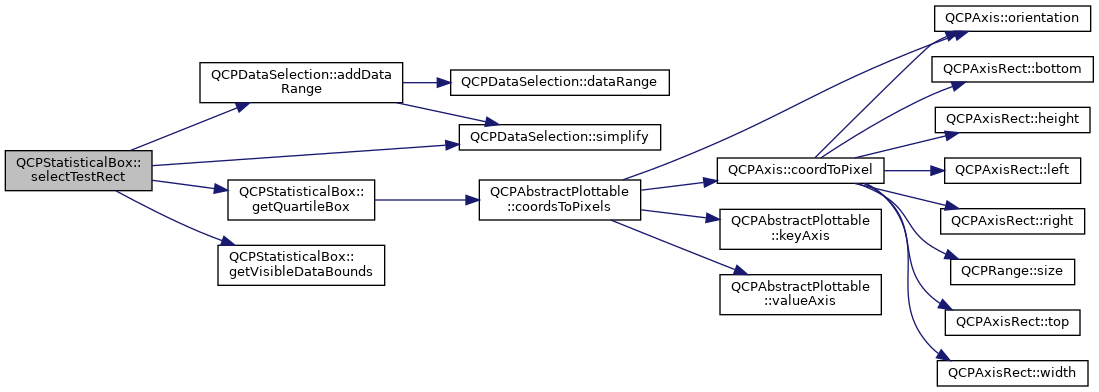 QCPStatisticalBox::
selectTestRect
QCPDataSelection::addData
Range
QCPDataSelection::dataRange
QCPDataSelection::simplify
QCPStatisticalBox::
getQuartileBox
QCPStatisticalBox::
getVisibleDataBounds
QCPAbstractPlottable
::coordsToPixels
QCPAxis::coordToPixel
QCPAbstractPlottable
::keyAxis
QCPAbstractPlottable
::valueAxis
QCPAxis::orientation
QCPAxisRect::bottom
QCPAxisRect::height
QCPAxisRect::left
QCPAxisRect::right
QCPRange::size
QCPAxisRect::top
QCPAxisRect::width